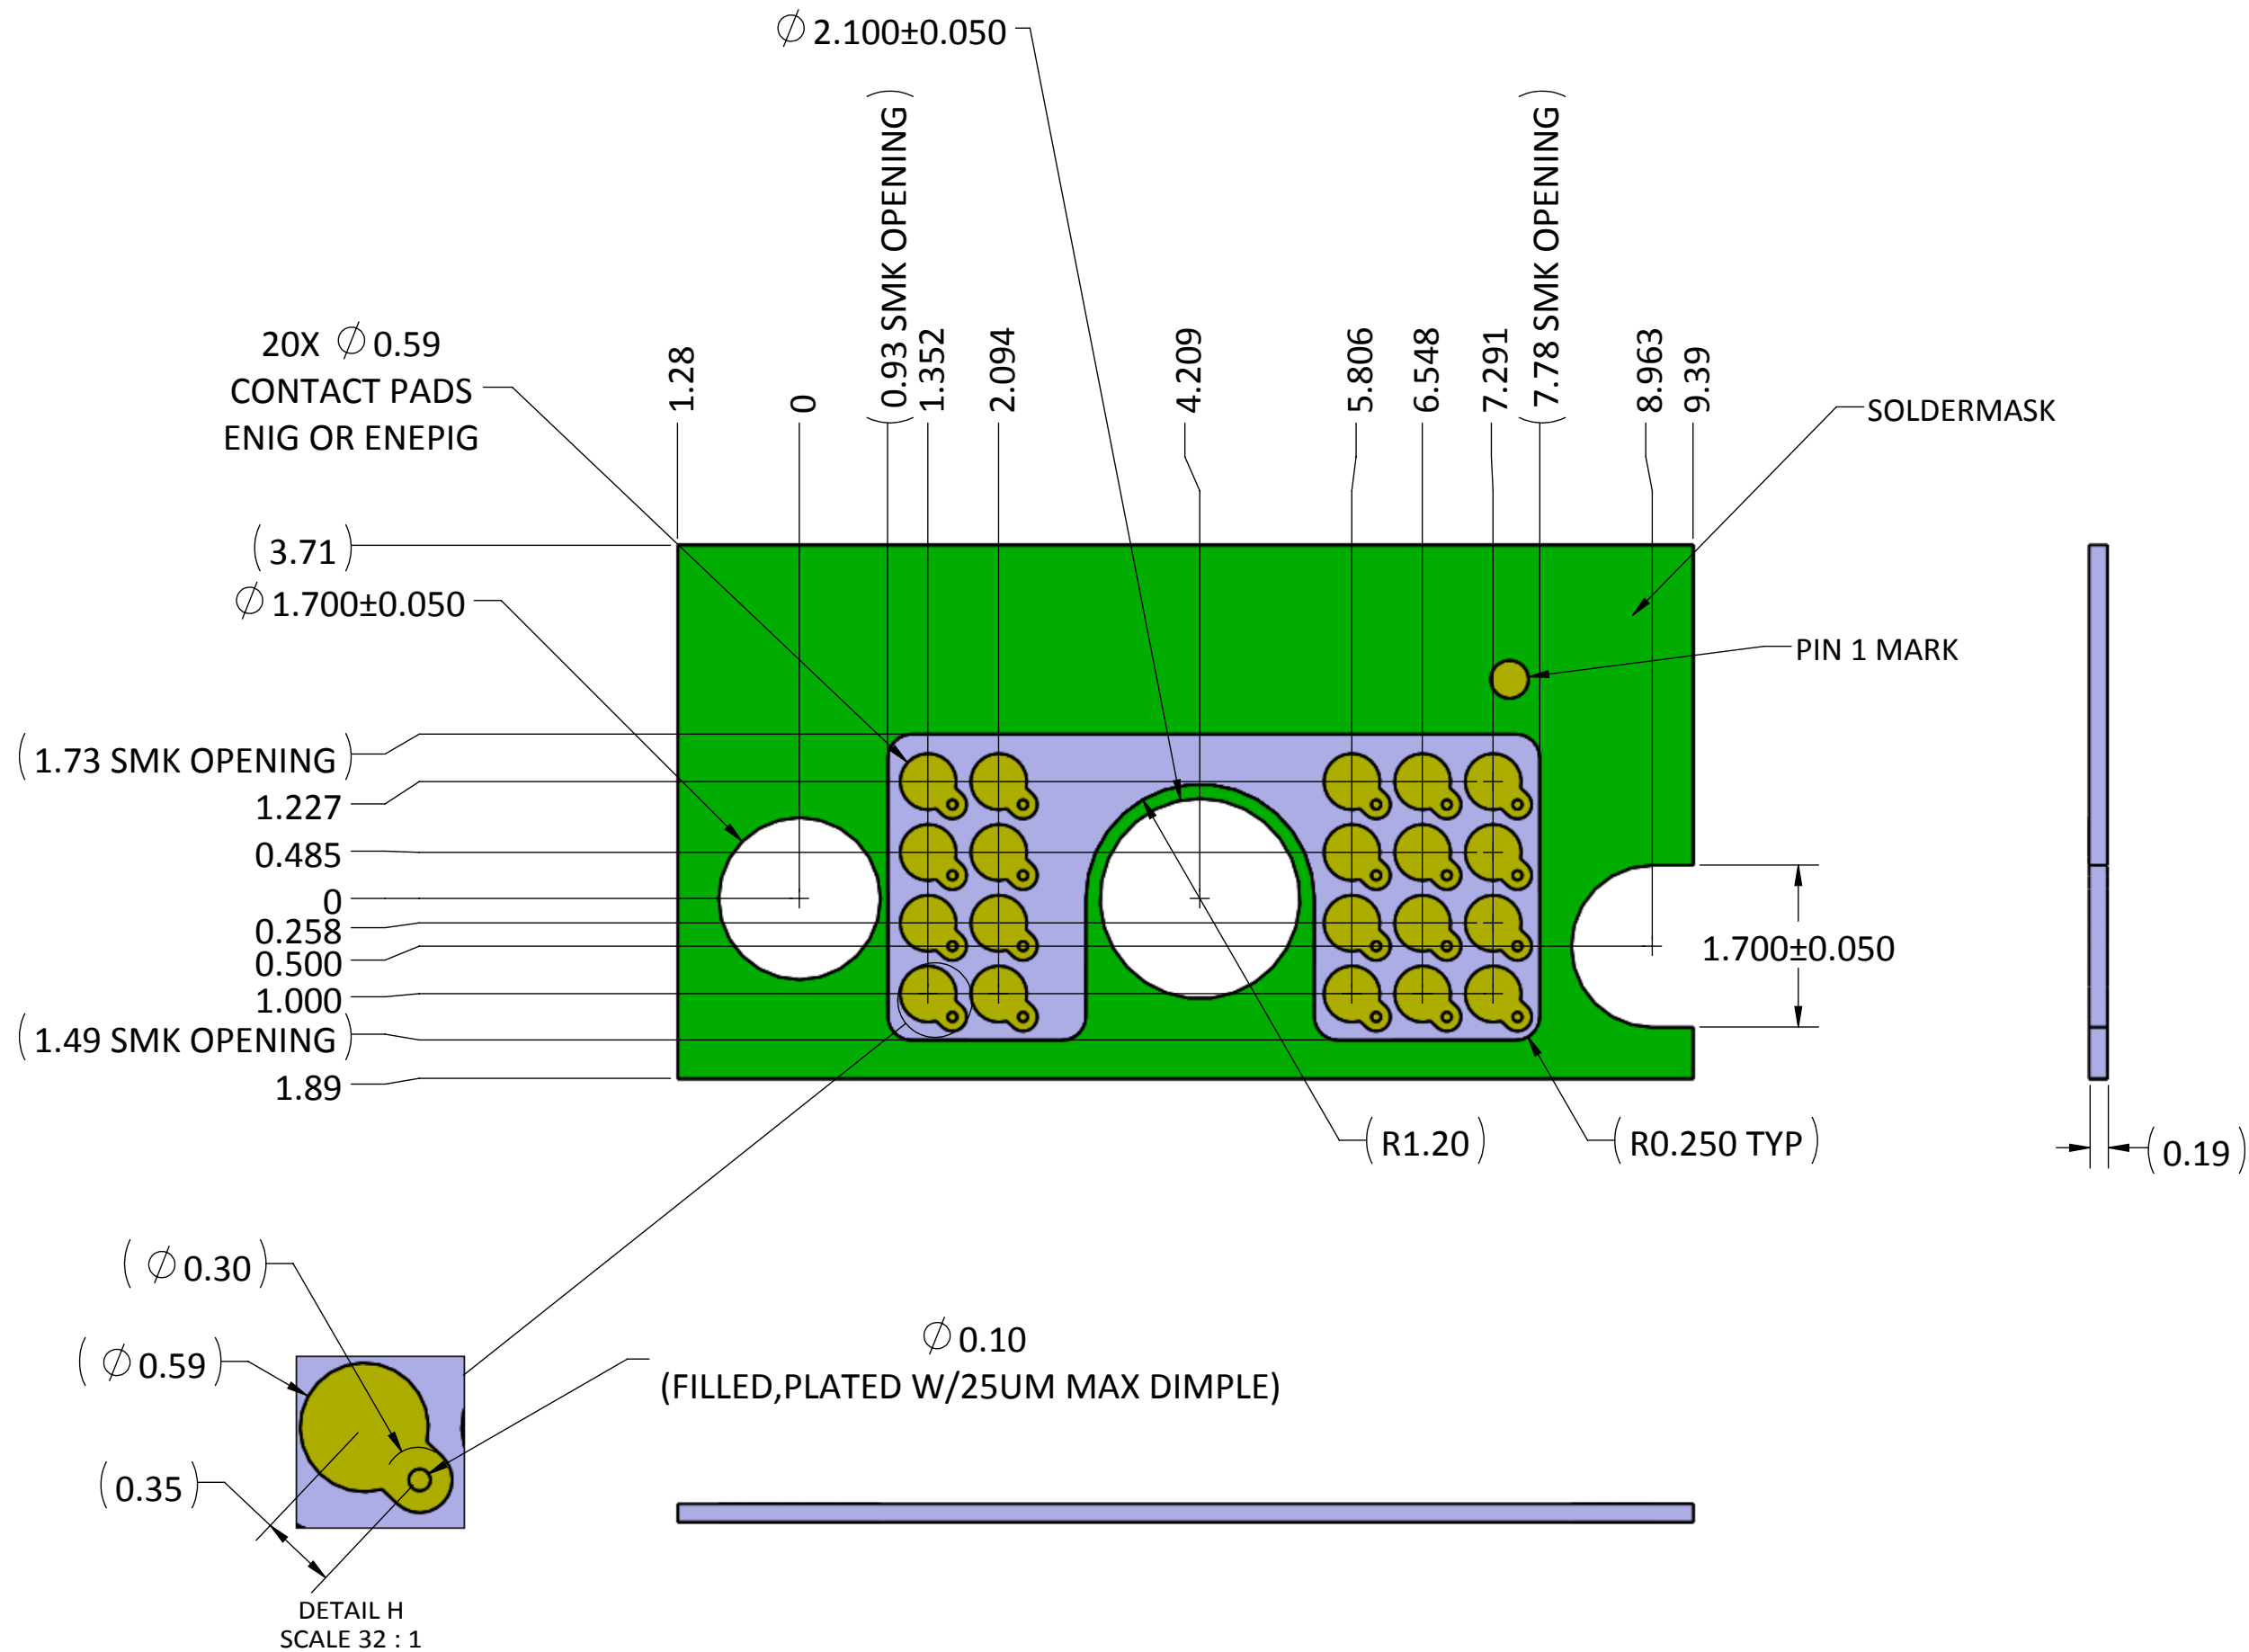 ⌀ 2.100±0.050
20X ⌀ 0.59
CONTACT PADS
ENIG OR ENEPIG
1.28
0
(0.93 SMK OPENING)
1.352
2.094
4.209
5.806
6.548
7.291
(7.78 SMK OPENING)
8.963
9.39
SOLDERMASK
(3.71)
⌀ 1.700±0.050
PIN 1 MARK
(1.73 SMK OPENING)
1.227
0.485
0
0.258
0.500
1.000
(1.49 SMK OPENING)
1.89
1.700±0.050
(R1.20)
(R0.250 TYP)
(0.19)
(⌀ 0.30)
(⌀ 0.59)
(0.35)
⌀ 0.10
(FILLED,PLATED W/25UM MAX DIMPLE)
DETAIL H
SCALE 32 : 1